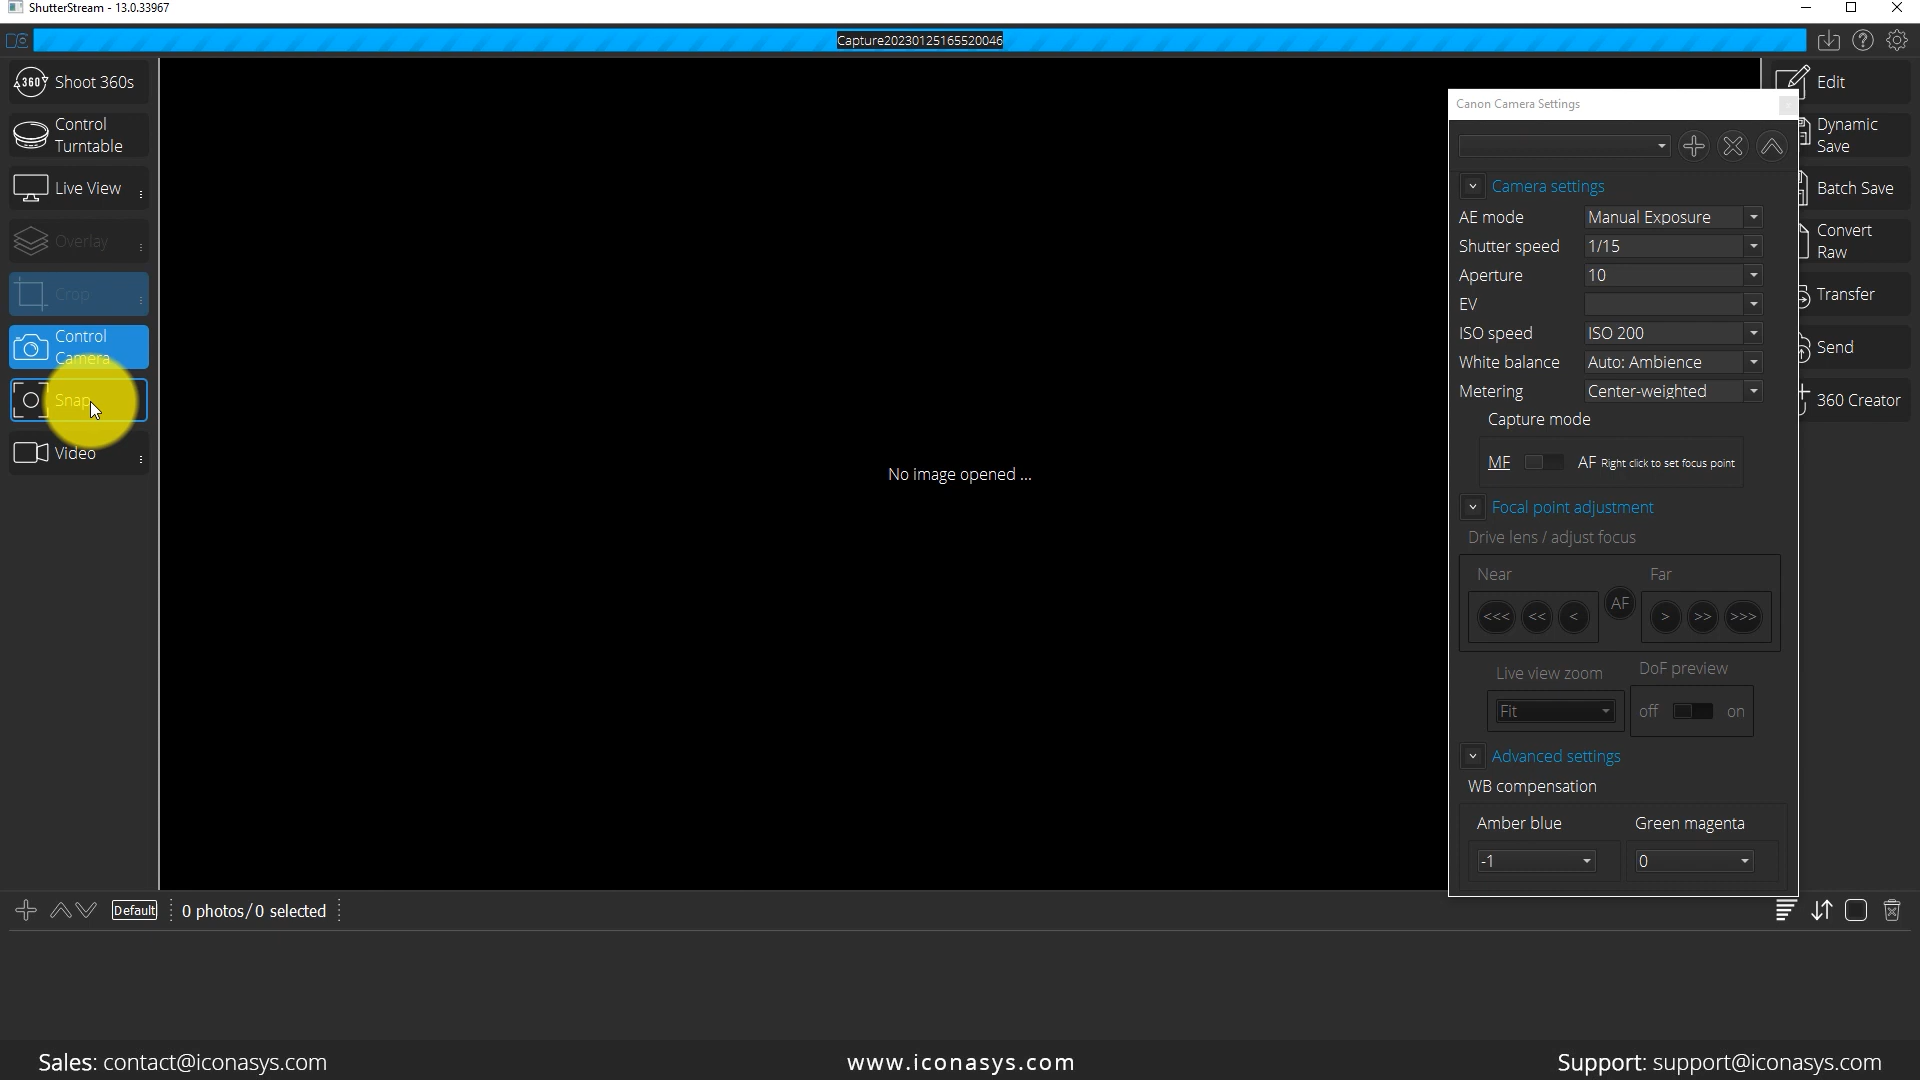 ShutterStream - 13.0.33967
Capture20230125165520046
360° Shoot 360s
Control
Turntable
Live View
Overlay
Crop
Control
Camera
Snap
Video
No image opened ...
Canon Camera Settings
Camera settings
AE mode Manual Exposure
Shutter speed 1/15
Aperture 10
EV
ISO speed ISO 200
White balance Auto: Ambience
Metering Center-weighted
Capture mode
MF AF Right click to set focus point
Focal point adjustment
Drive lens / adjust focus
Near Far
<<< << < AF > >> >>>
Live view zoom DoF preview
Fit off on
Advanced settings
WB compensation
Amber blue Green magenta
-1 0
Edit
Dynamic
Save
Batch Save
Convert
Raw
Transfer
Send
360 Creator
Default 0 photos/0 selected
Sales: contact@iconasys.com www.iconasys.com Support: support@iconasys.com